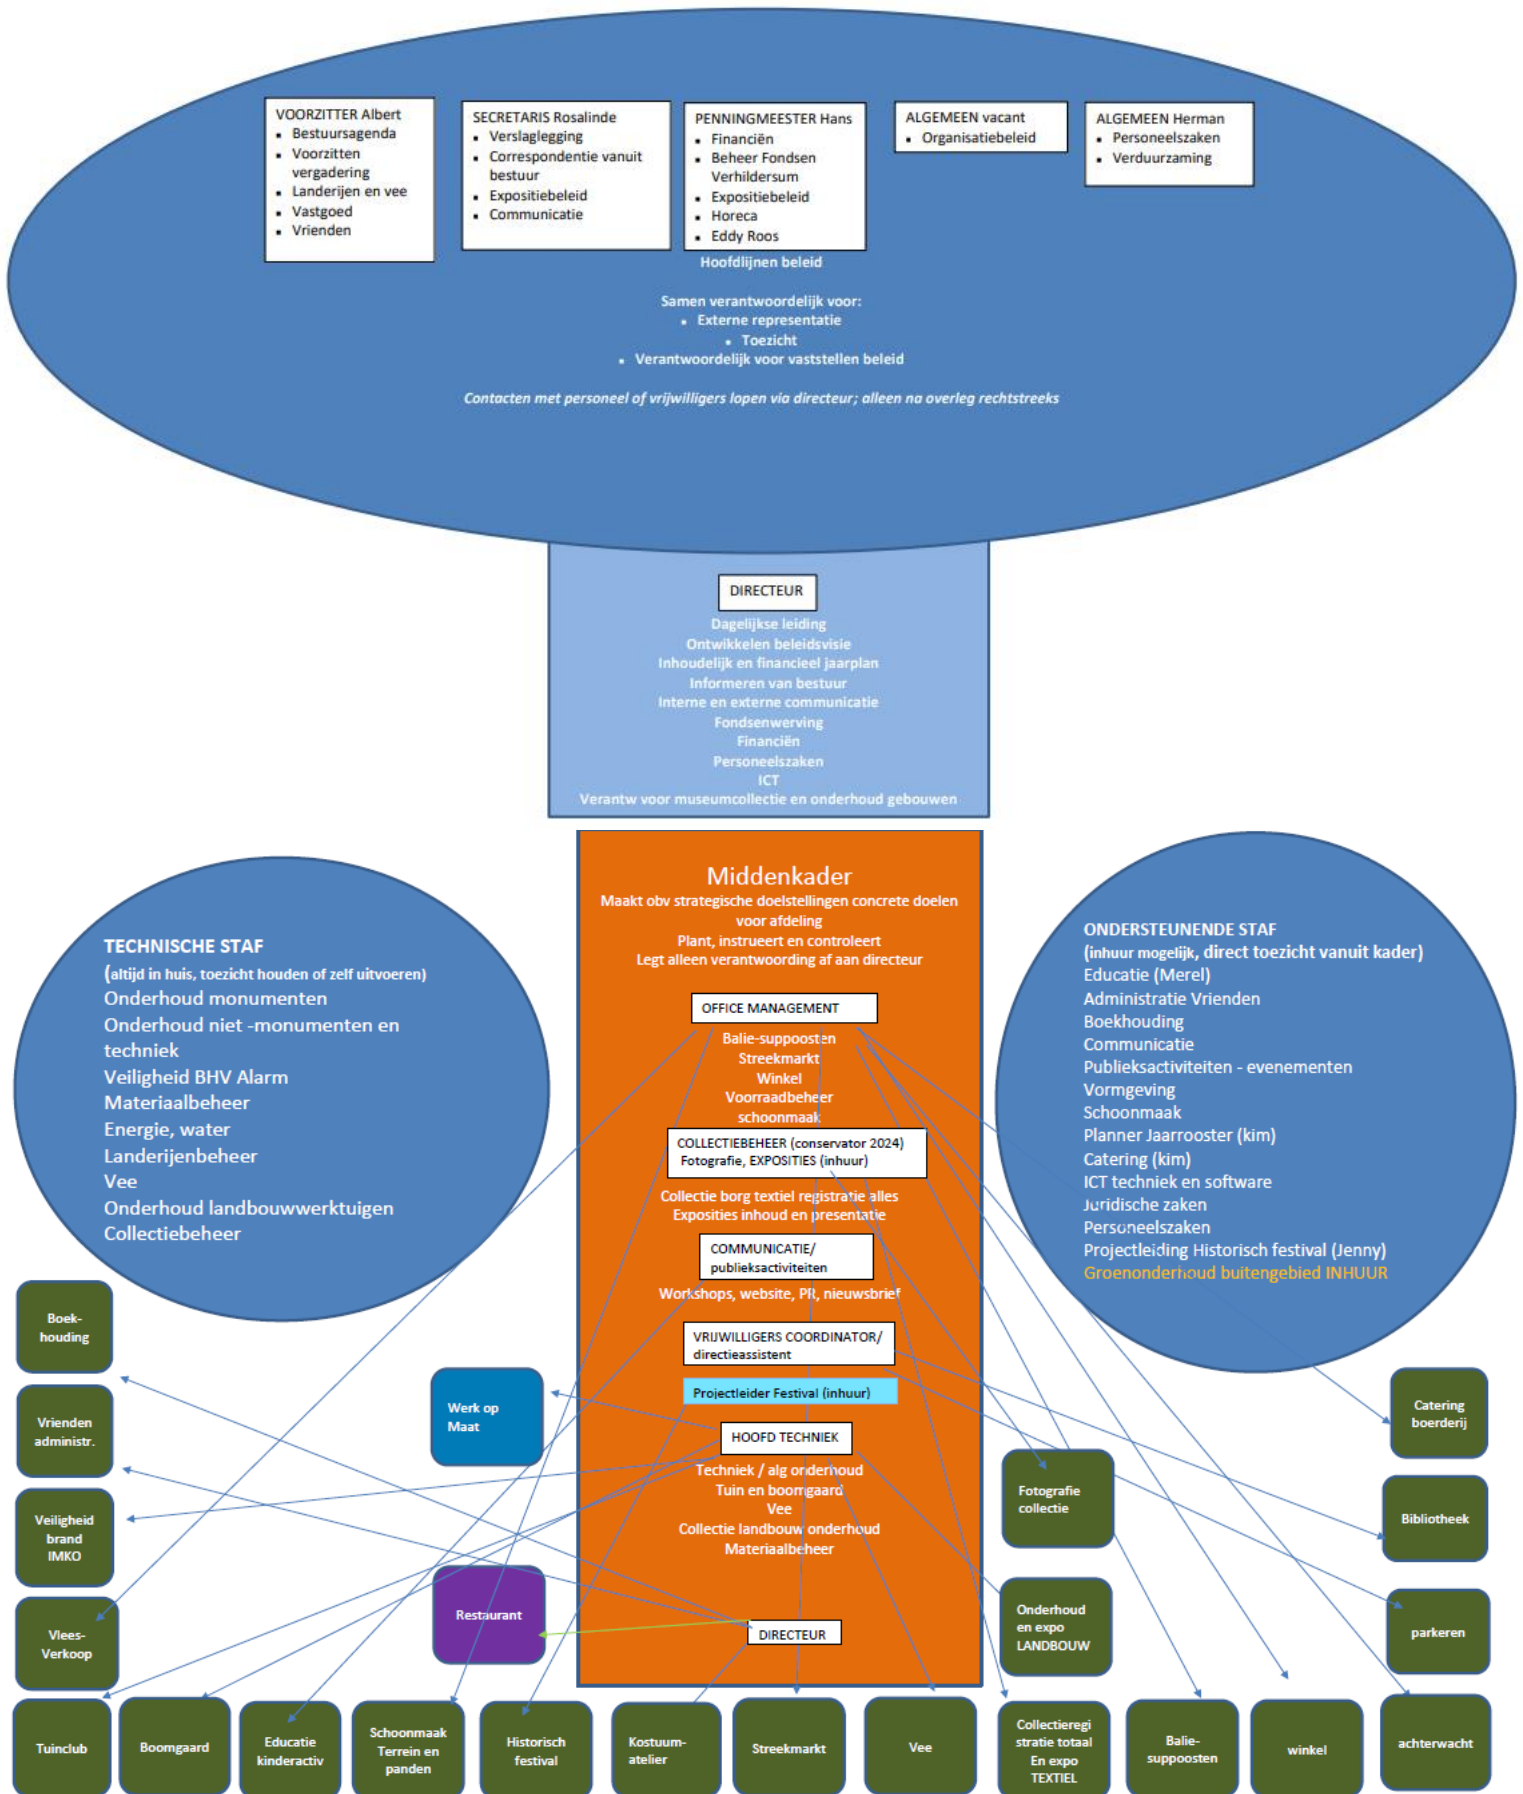 VOORZITTER Albert
▪ Bestuursagenda
▪ Voorzitten
vergadering
▪ Landerijen en vee
▪ Vastgoed
▪ Vrienden
SECRETARIS Rosalinde
▪ Verslaglegging
▪ Correspondentie vanuit
bestuur
▪ Expositiebeleid
▪ Communicatie
PENNINGMEESTER Hans
▪ Financiën
▪ Beheer Fondsen
Verhildersum
▪ Expositiebeleid
▪ Horeca
▪ Eddy Roos
ALGEMEEN vacant
▪ Organisatiebeleid
ALGEMEEN Herman
▪ Personeelszaken
▪ Verduurzaming
Hoofdlijnen beleid
Samen verantwoordelijk voor:
▪ Externe representatie
▪ Toezicht
▪ Verantwoordelijk voor vaststellen beleid
Contacten met personeel of vrijwilligers lopen via directeur; alleen na overleg rechtstreeks
DIRECTEUR
Dagelijkse leiding
Ontwikkelen beleidsvisie
Inhoudelijk en financieel jaarplan
Informeren van bestuur
Interne en externe communicatie
Fondsenwerving
Financiën
Personeelszaken
ICT
Verantw voor museumcollectie en onderhoud gebouwen
TECHNISCHE STAF
(altijd in huis, toezicht houden of zelf uitvoeren)
Onderhoud monumenten
Onderhoud niet -monumenten en
techniek
Veiligheid BHV Alarm
Materiaalbeheer
Energie, water
Landerijenbeheer
Vee
Onderhoud landbouwwerktuigen
Collectiebeheer
Middenkader
Maakt obv strategische doelstellingen concrete doelen
voor afdeling
Plant, instrueert en controleert
Legt alleen verantwoording af aan directeur
OFFICE MANAGEMENT
Balie-suppoosten
Streekmarkt
Winkel
Voorraadbeheer
schoonmaak
COLLECTIEBEHEER (conservator 2024)
Fotografie, EXPOSITIES (inhuur)
Collectie borg textiel registratie alles
Exposities inhoud en presentatie
COMMUNICATIE/
publieksactiviteiten
Workshops, website, PR, nieuwsbrief
VRIJWILLIGERS COORDINATOR/
directieassistent
Projectleider Festival (inhuur)
HOOFD TECHNIEK
Techniek / alg onderhoud
Tuin en boomgaard
Vee
Collectie landbouw onderhoud
Materiaalbeheer
DIRECTEUR
ONDERSTEUNENDE STAF
(inhuur mogelijk, direct toezicht vanuit kader)
Educatie (Merel)
Administratie Vrienden
Boekhouding
Communicatie
Publieksactiviteiten - evenementen
Vormgeving
Schoonmaak
Planner Jaarrooster (kim)
Catering (kim)
ICT techniek en software
Juridische zaken
Personeelszaken
Projectleiding Historisch festival (Jenny)
Groenonderhoud buitengebied INHUUR
Boek-
houding
Vrienden
administr.
Veiligheid
brand
IMKO
Vlees-
Verkoop
Werk op
Maat
Restaurant
Fotografie
collectie
Onderhoud
en expo
LANDBOUW
Catering
boerderij
Bibliotheek
parkeren
Tuinclub
Boomgaard
Educatie
kinderactiv
Schoonmaak
Terrein en
panden
Historisch
festival
Kostuum-
atelier
Streekmarkt
Vee
Collectieregi
stratie totaal
En expo
TEXTIEL
Balie-
suppoosten
winkel
achterwacht